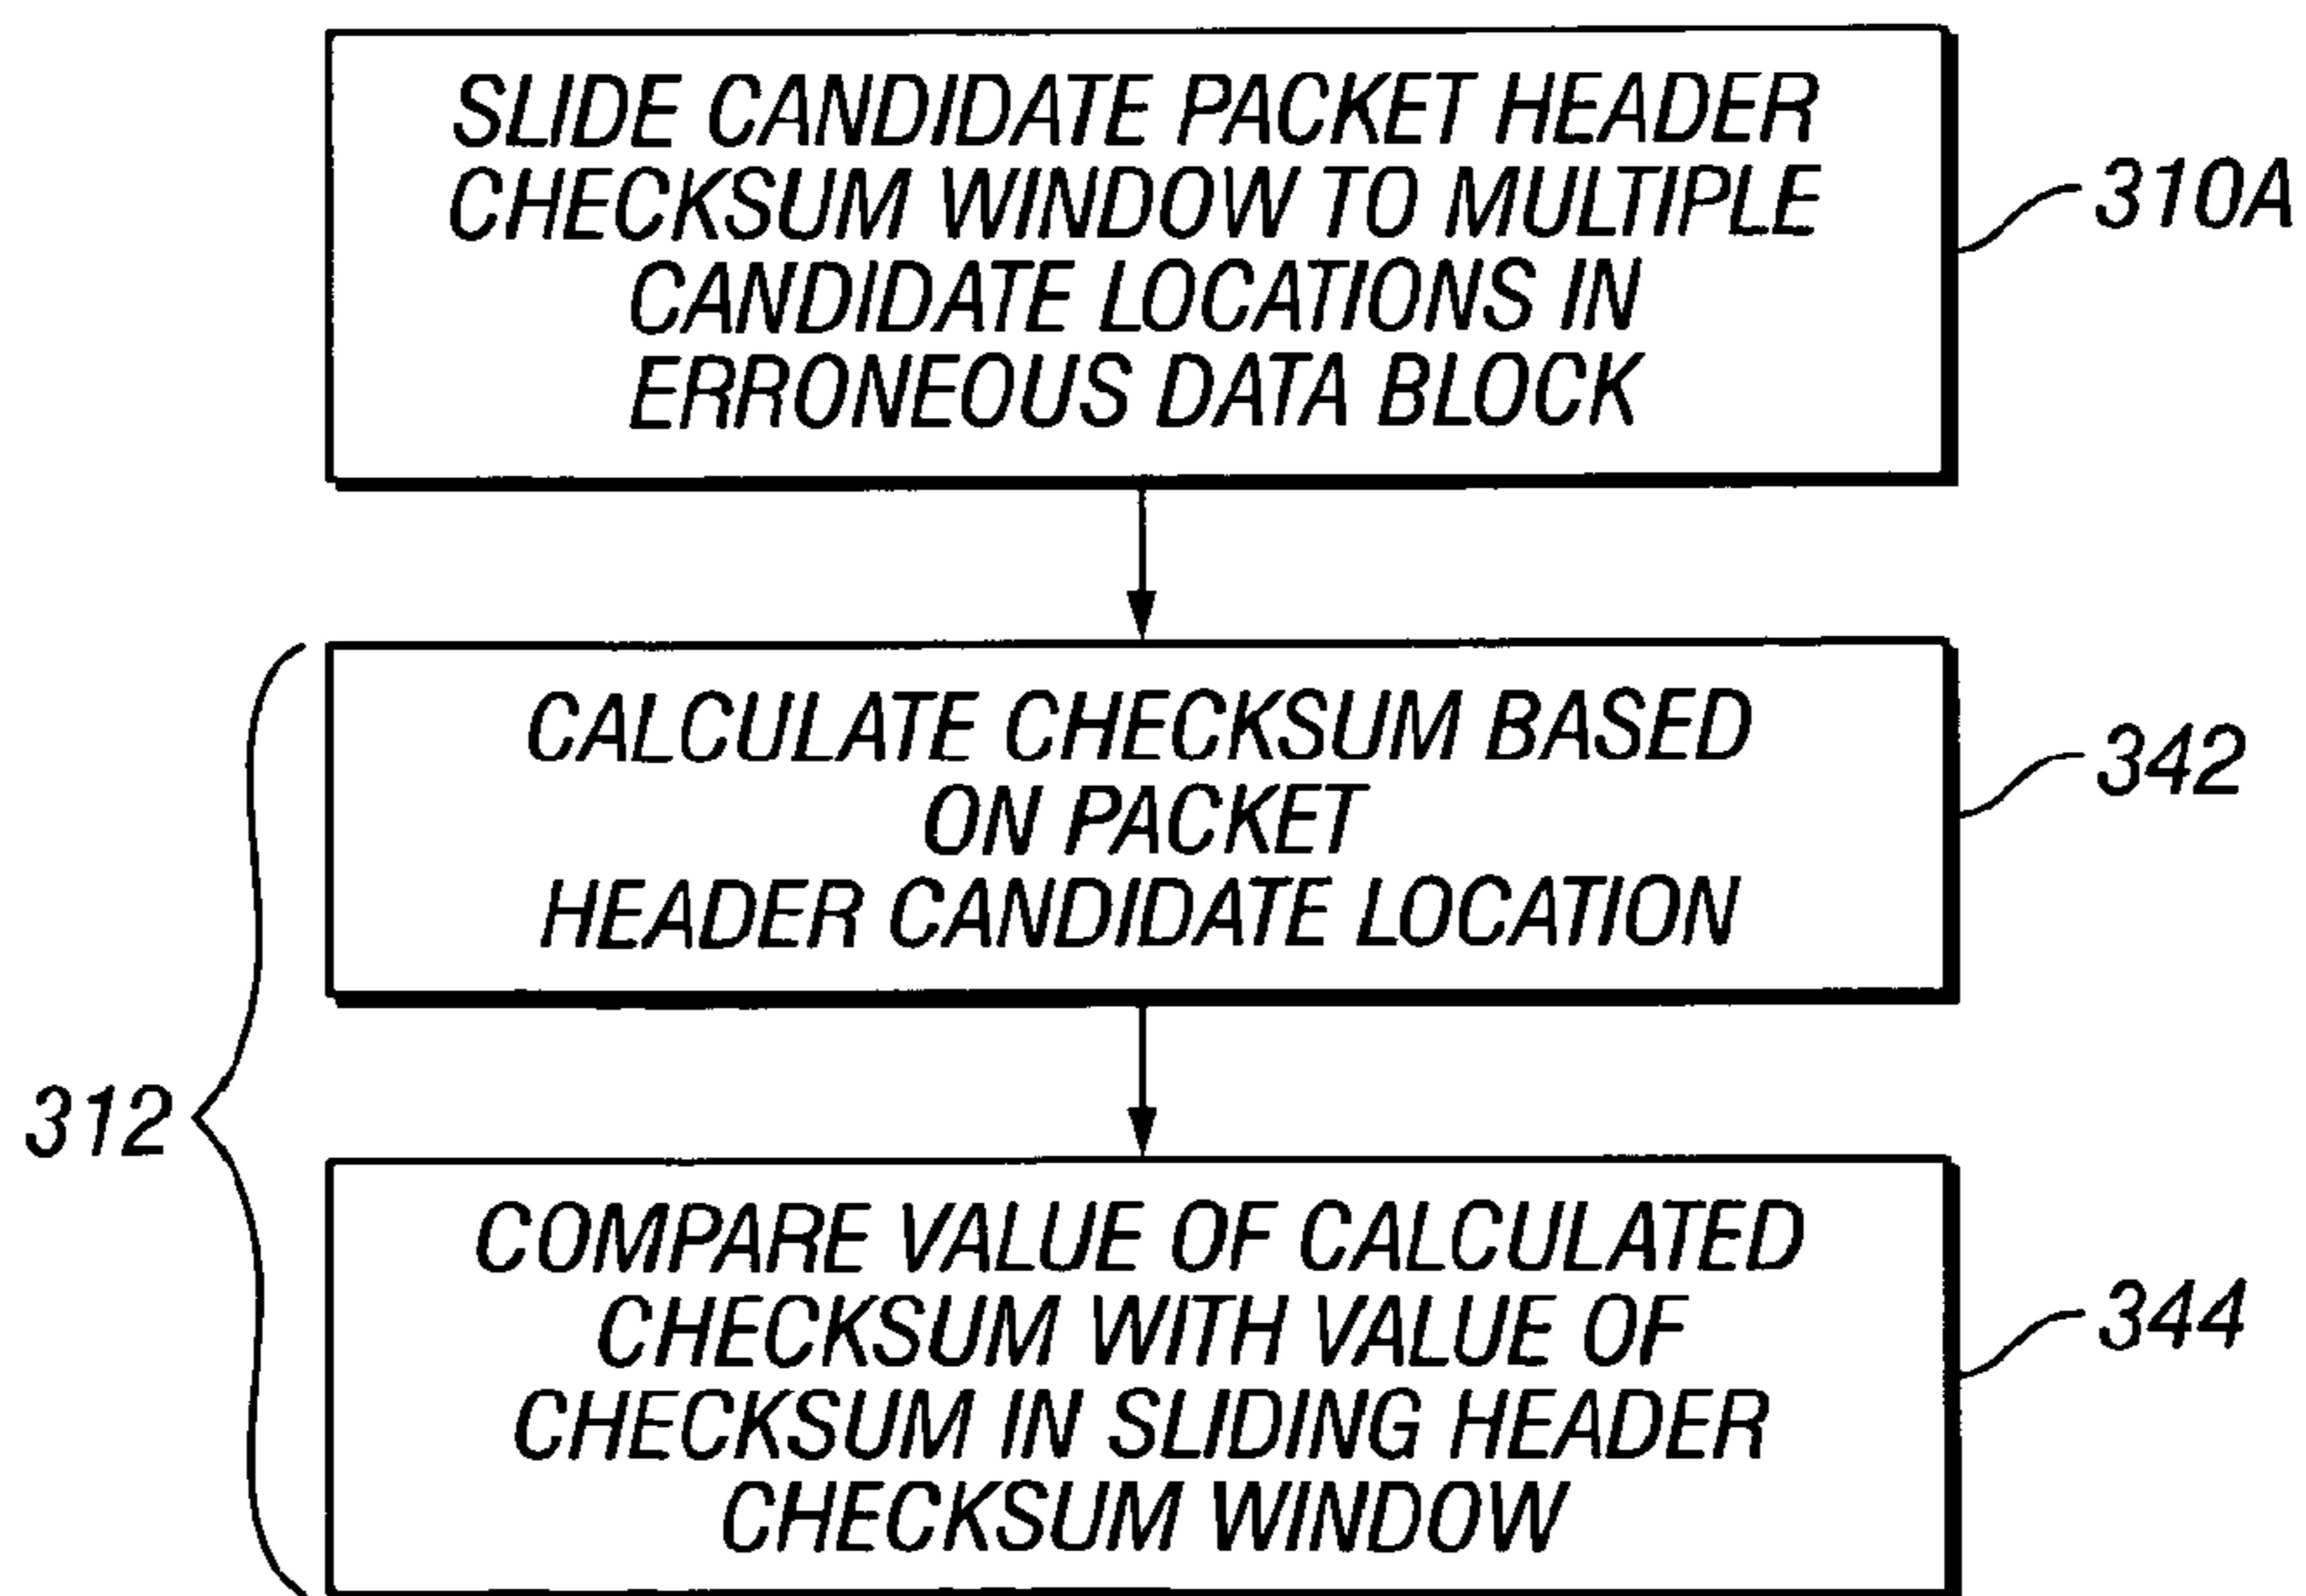 SLIDE CANDIDATE PACKET HEADER
CHECKSUM WINDOW TO MULTIPLE
CANDIDATE LOCATIONS IN
ERRONEOUS DATA BLOCK
310A
CALCULATE CHECKSUM BASED
ON PACKET
HEADER CANDIDATE LOCATION
342
312
COMPARE VALUE OF CALCULATED
CHECKSUM WITH VALUE OF
CHECKSUM IN SLIDING HEADER
CHECKSUM WINDOW
344